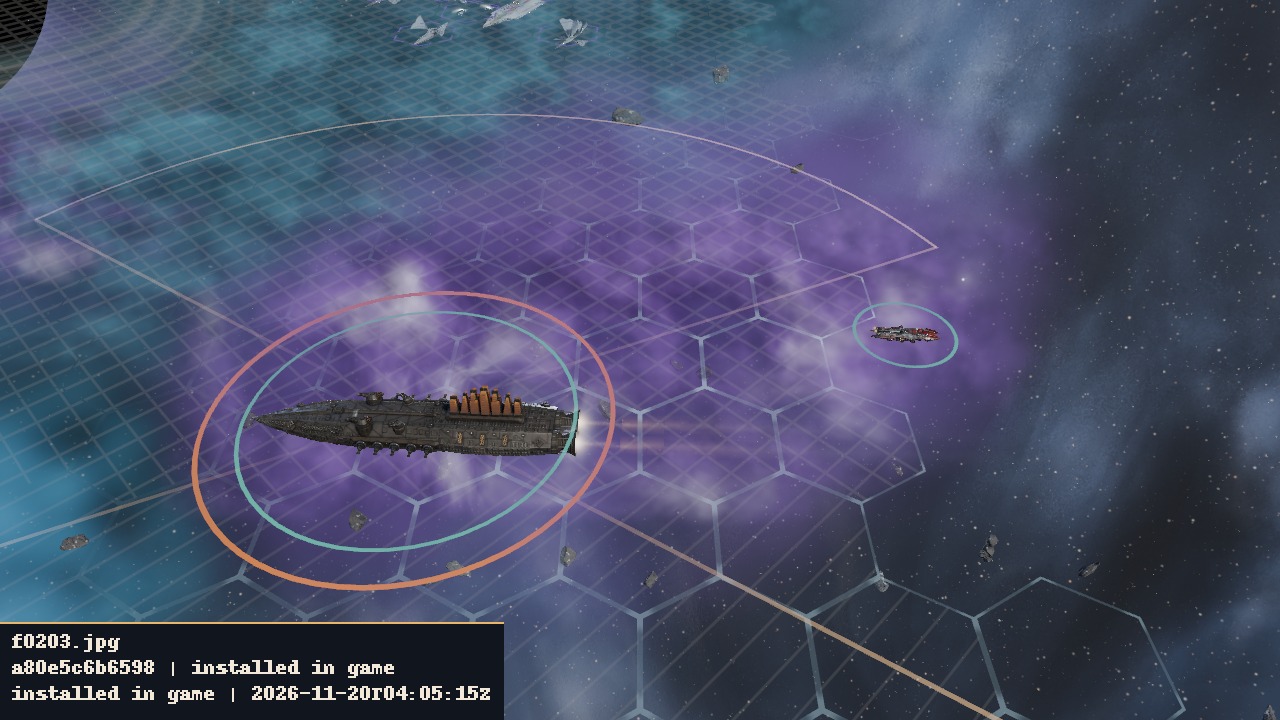 f0203.jpg
a80e5c6b6598 | installed in game
installed in game | 2026-11-20T04:05:15Z